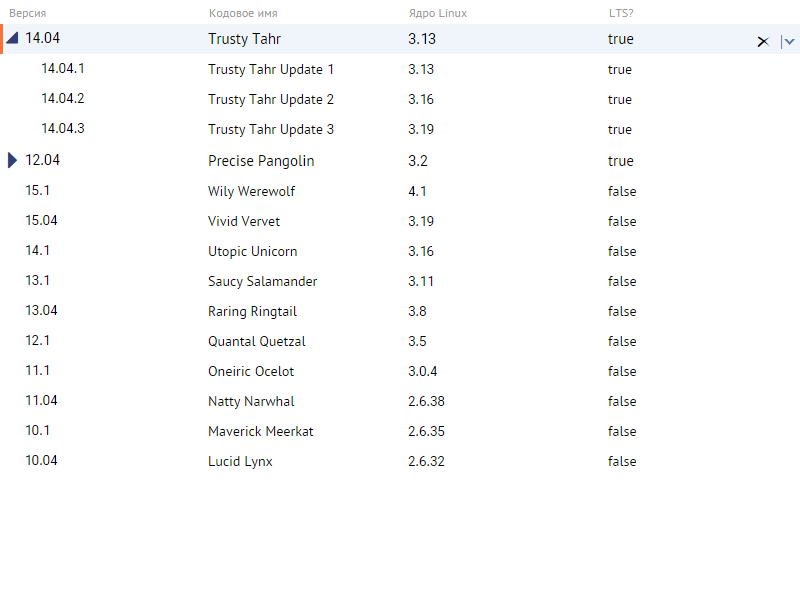 Версия Кодовое имя Ядро Linux LTS?
14.04 Trusty Tahr 3.13 true
14.04.1 Trusty Tahr Update 1 3.13 true
14.04.2 Trusty Tahr Update 2 3.16 true
14.04.3 Trusty Tahr Update 3 3.19 true
12.04 Precise Pangolin 3.2 true
15.1 Wily Werewolf 4.1 false
15.04 Vivid Vervet 3.19 false
14.1 Utopic Unicorn 3.16 false
13.1 Saucy Salamander 3.11 false
13.04 Raring Ringtail 3.8 false
12.1 Quantal Quetzal 3.5 false
11.1 Oneiric Ocelot 3.0.4 false
11.04 Natty Narwhal 2.6.38 false
10.1 Maverick Meerkat 2.6.35 false
10.04 Lucid Lynx 2.6.32 false